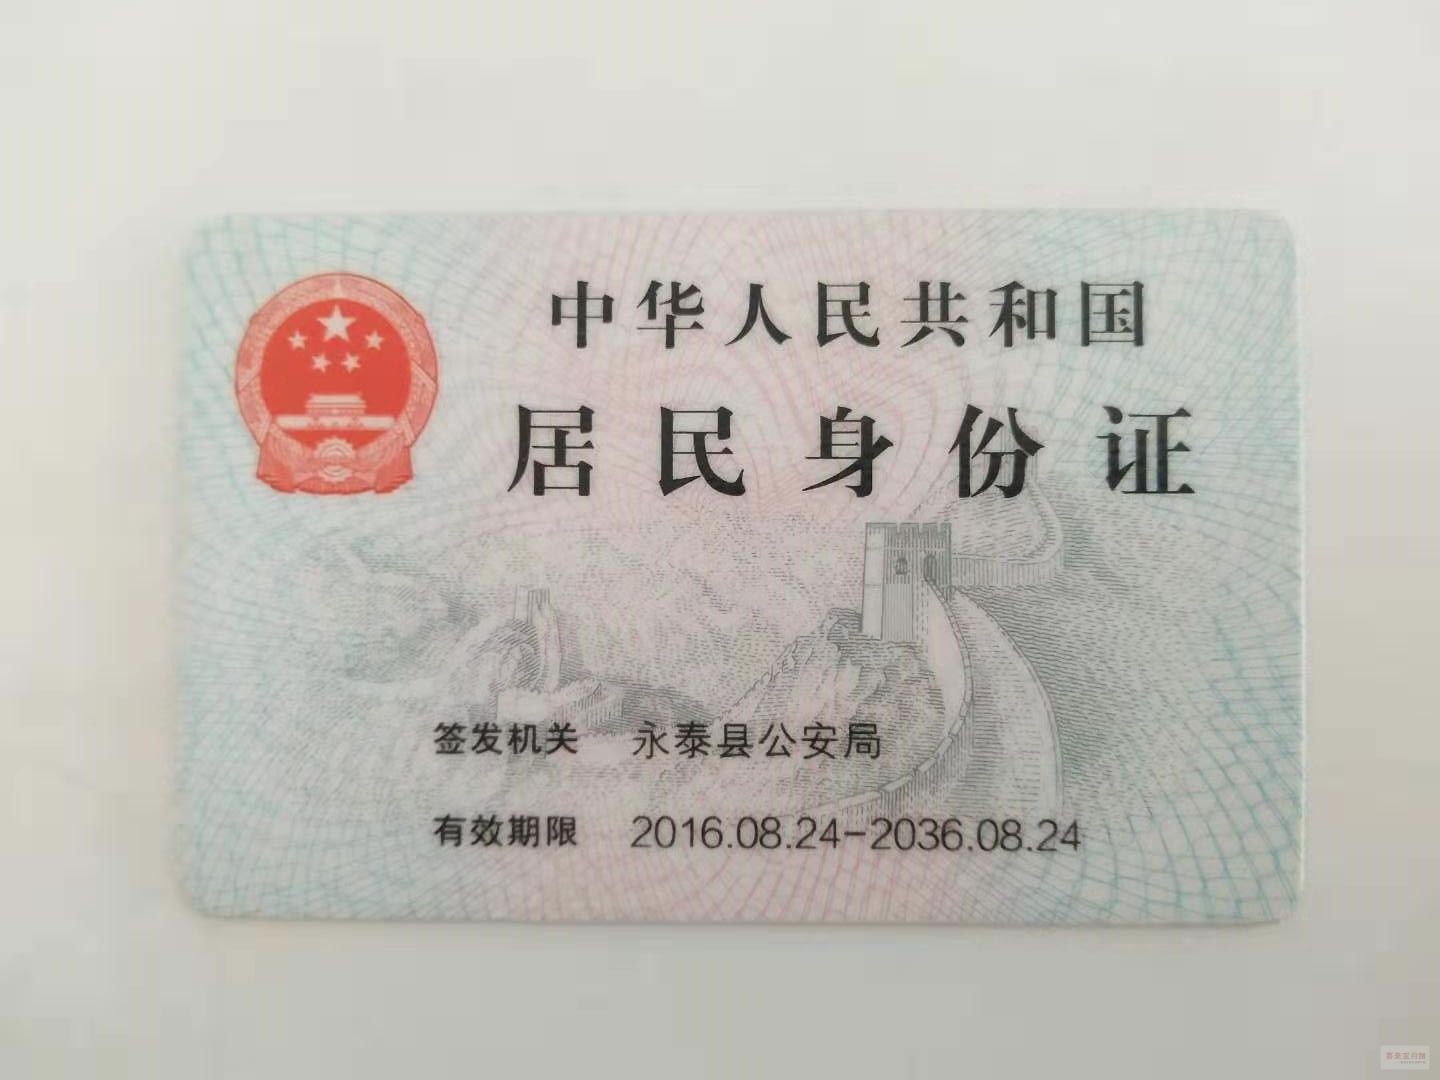 中华人民共和国
居民身份证
签发机关 永泰县公安局
有效期限 2016.08.24-2036.08.24